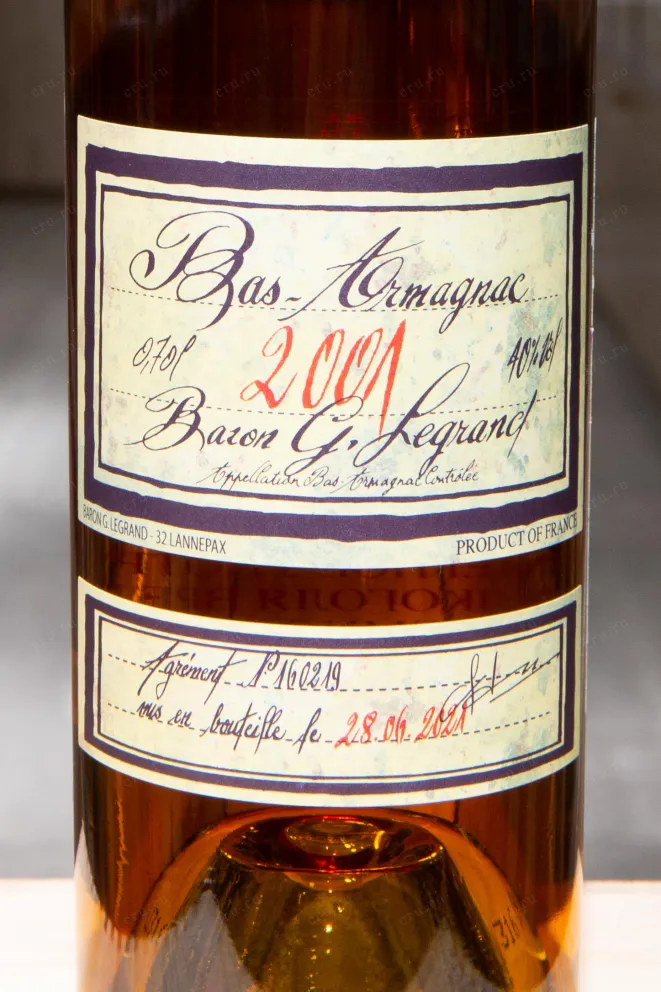 Bas-Armagnac
2001
0,70l
40% Vol
Baron G. Legrand
Appellation Bas Armagnac Contrôlée
BARON G. LEGRAND - 32 LANNEPAX
PRODUCT OF FRANCE
Agrément N° 160219
mis en bouteille le 28.06.2021